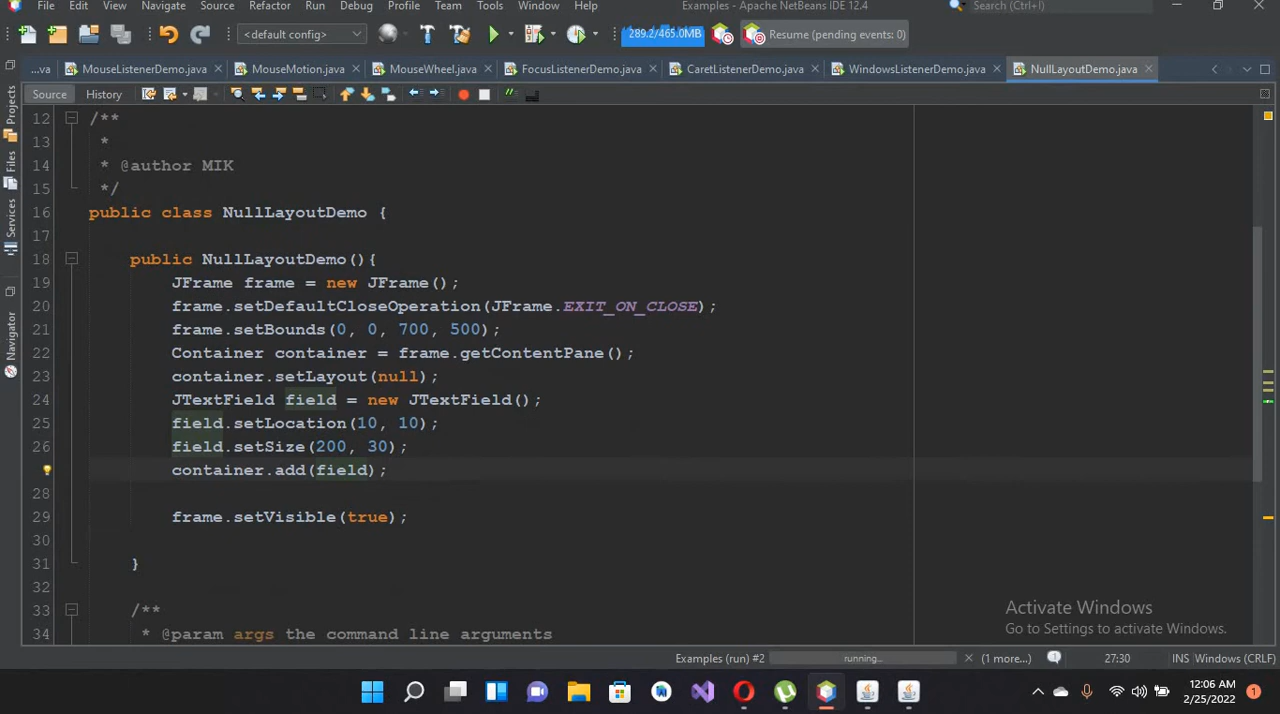 File Edit View Navigate Source Refactor Run Debug Profile Team Tools Window Help Examples - Apache NetBeans IDE 12.4 Search (Ctrl+I)
<default config> 289.2/465.0MB Resume (pending events: 0)
...va MouseListenerDemo.java MouseMotion.java MouseWheel.java FocusListenerDemo.java CaretListenerDemo.java WindowsListenerDemo.java NullLayoutDemo.java
Source History
Projects
Files
Services
Navigator
12 /**
13 *
14 * @author MIK
15 */
16 public class NullLayoutDemo {
17
18 public NullLayoutDemo(){
19 JFrame frame = new JFrame();
20 frame.setDefaultCloseOperation(JFrame.EXIT_ON_CLOSE);
21 frame.setBounds(0, 0, 700, 500);
22 Container container = frame.getContentPane();
23 container.setLayout(null);
24 JTextField field = new JTextField();
25 field.setLocation(10, 10);
26 field.setSize(200, 30);
container.add(field);
28
29 frame.setVisible(true);
30
31 }
32
33 /**
34 * @param args the command line arguments
Activate Windows
Go to Settings to activate Windows.
Examples (run) #2 running... (1 more...) 27:30 INS Windows (CRLF)
12:06 AM
2/25/2022
1